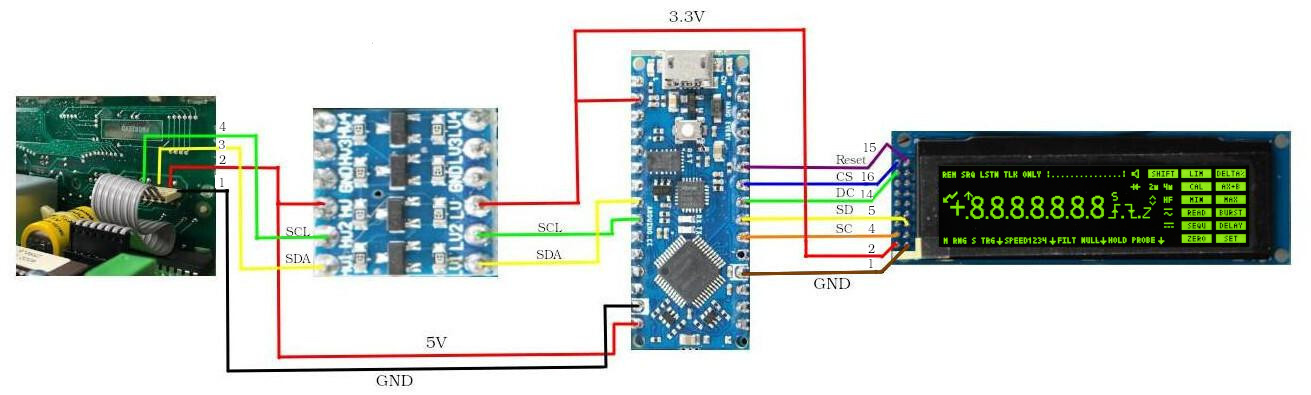 3.3V
4
3
2
1
SCL
SDA
SCL
SDA
5V
GND
HV4
LV4
HV3
LV3
GND
GND
HV
LV
HV2
LV2
HV1
LV1
15
Reset
CS 16
DC 14
SD 5
SC 4
2
1
GND
REM SRQ LSTN TLK ONLY
SHIFT LIM DELTA%
2w 4w CAL AX+B
MF MIN MAX
+8.8.8.8.8.8.8.8
READ BURST
SEQU DELAY
M RNG S TRG SPEED1234 FILT NULL HOLD PROBE
ZERO SET